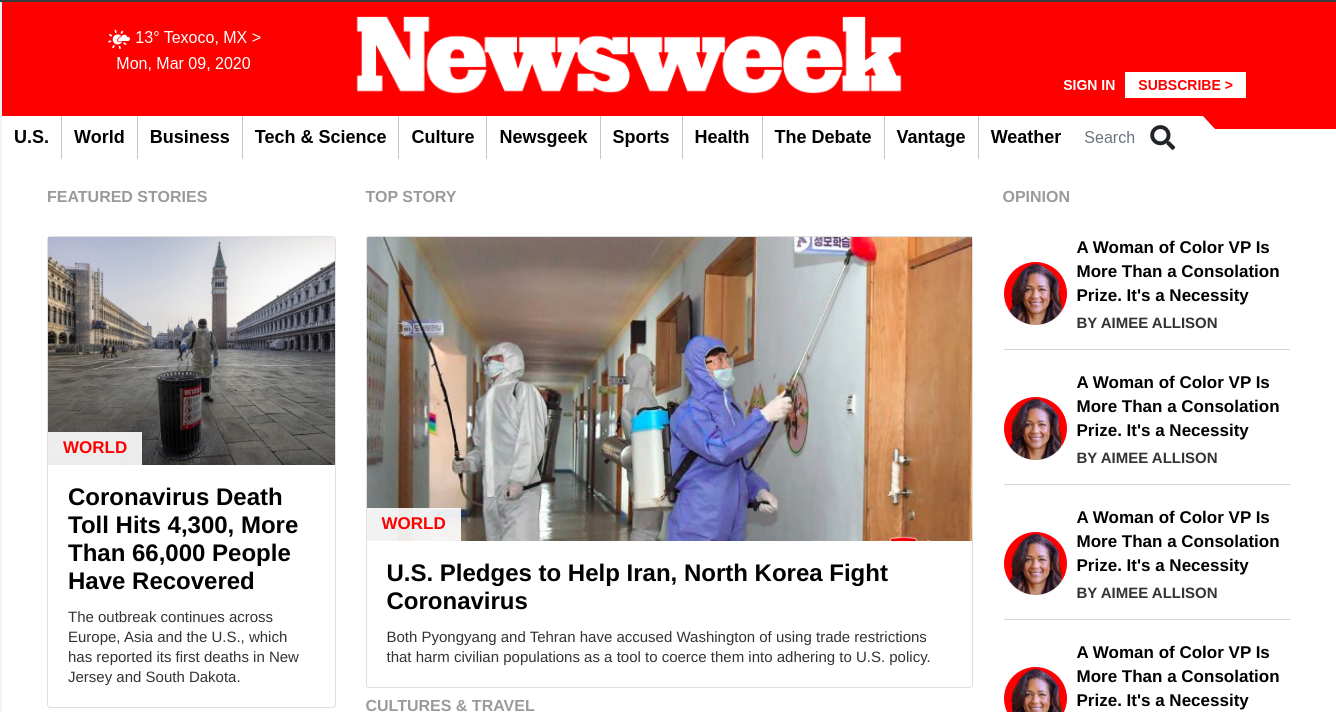 13° Texoco, MX >
Mon, Mar 09, 2020
Newsweek
SIGN IN
SUBSCRIBE >
U.S.
World
Business
Tech & Science
Culture
Newsgeek
Sports
Health
The Debate
Vantage
Weather
Search
FEATURED STORIES
WORLD
Coronavirus Death
Toll Hits 4,300, More
Than 66,000 People
Have Recovered
The outbreak continues across
Europe, Asia and the U.S., which
has reported its first deaths in New
Jersey and South Dakota.
TOP STORY
WORLD
U.S. Pledges to Help Iran, North Korea Fight
Coronavirus
Both Pyongyang and Tehran have accused Washington of using trade restrictions
that harm civilian populations as a tool to coerce them into adhering to U.S. policy.
CULTURES & TRAVEL
OPINION
A Woman of Color VP Is
More Than a Consolation
Prize. It's a Necessity
BY AIMEE ALLISON
A Woman of Color VP Is
More Than a Consolation
Prize. It's a Necessity
BY AIMEE ALLISON
A Woman of Color VP Is
More Than a Consolation
Prize. It's a Necessity
BY AIMEE ALLISON
A Woman of Color VP Is
More Than a Consolation
Prize. It's a Necessity